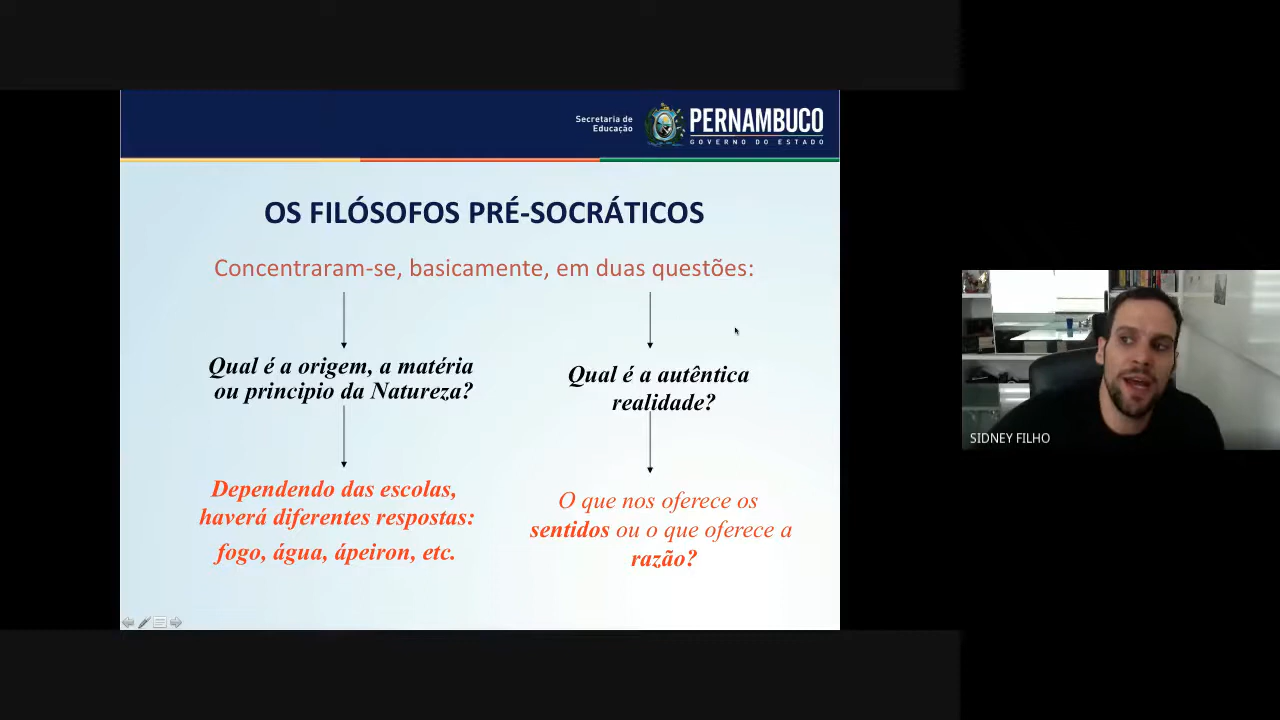 Secretaria de
Educação
PERNAMBUCO
GOVERNO DO ESTADO
OS FILÓSOFOS PRÉ-SOCRÁTICOS
Concentraram-se, basicamente, em duas questões:
Qual é a origem, a matéria
ou principio da Natureza?
Qual é a autêntica
realidade?
Dependendo das escolas,
haverá diferentes respostas:
fogo, água, ápeiron, etc.
O que nos oferece os
sentidos ou o que oferece a
razão?
SIDNEY FILHO